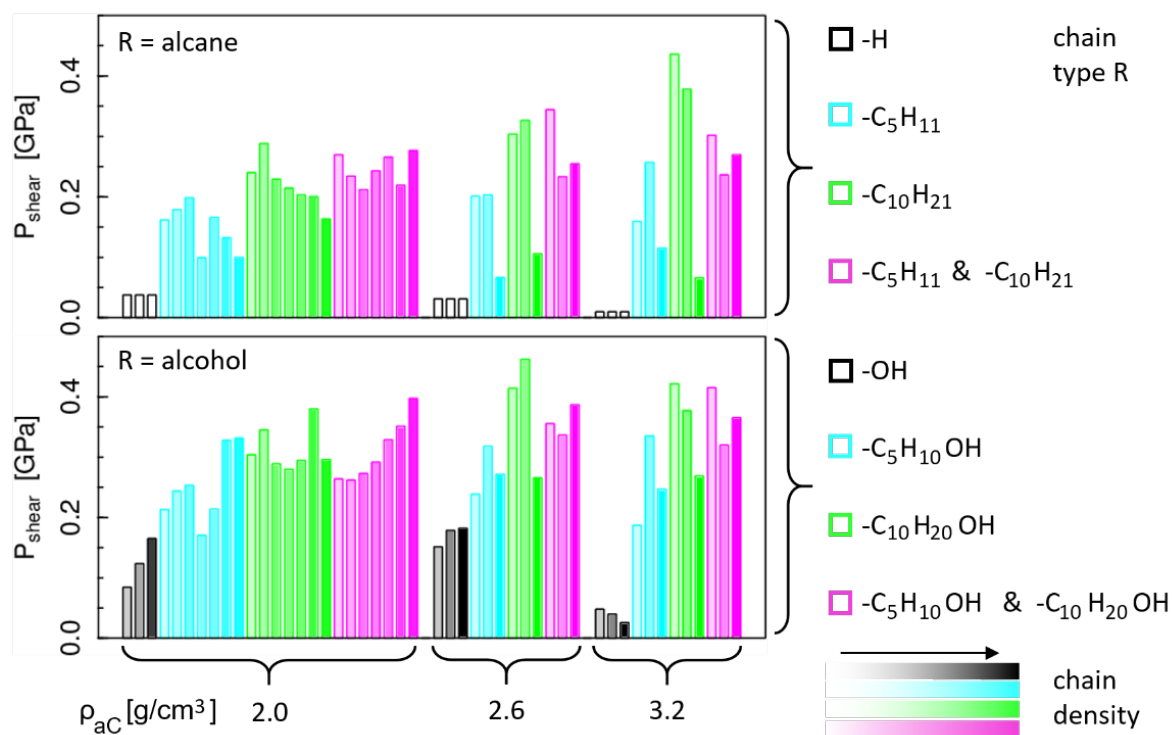 R = alcane
P_shear [GPa]
0.4
0.2
0.0
-H
chain
type R
-C₅H₁₁
-C₁₀H₂₁
-C₅H₁₁ & -C₁₀H₂₁
R = alcohol
P_shear [GPa]
0.4
0.2
0.0
-OH
-C₅H₁₀OH
-C₁₀H₂₀OH
-C₅H₁₀OH & -C₁₀H₂₀OH
chain
density
ρ_aC [g/cm³] 2.0 2.6 3.2